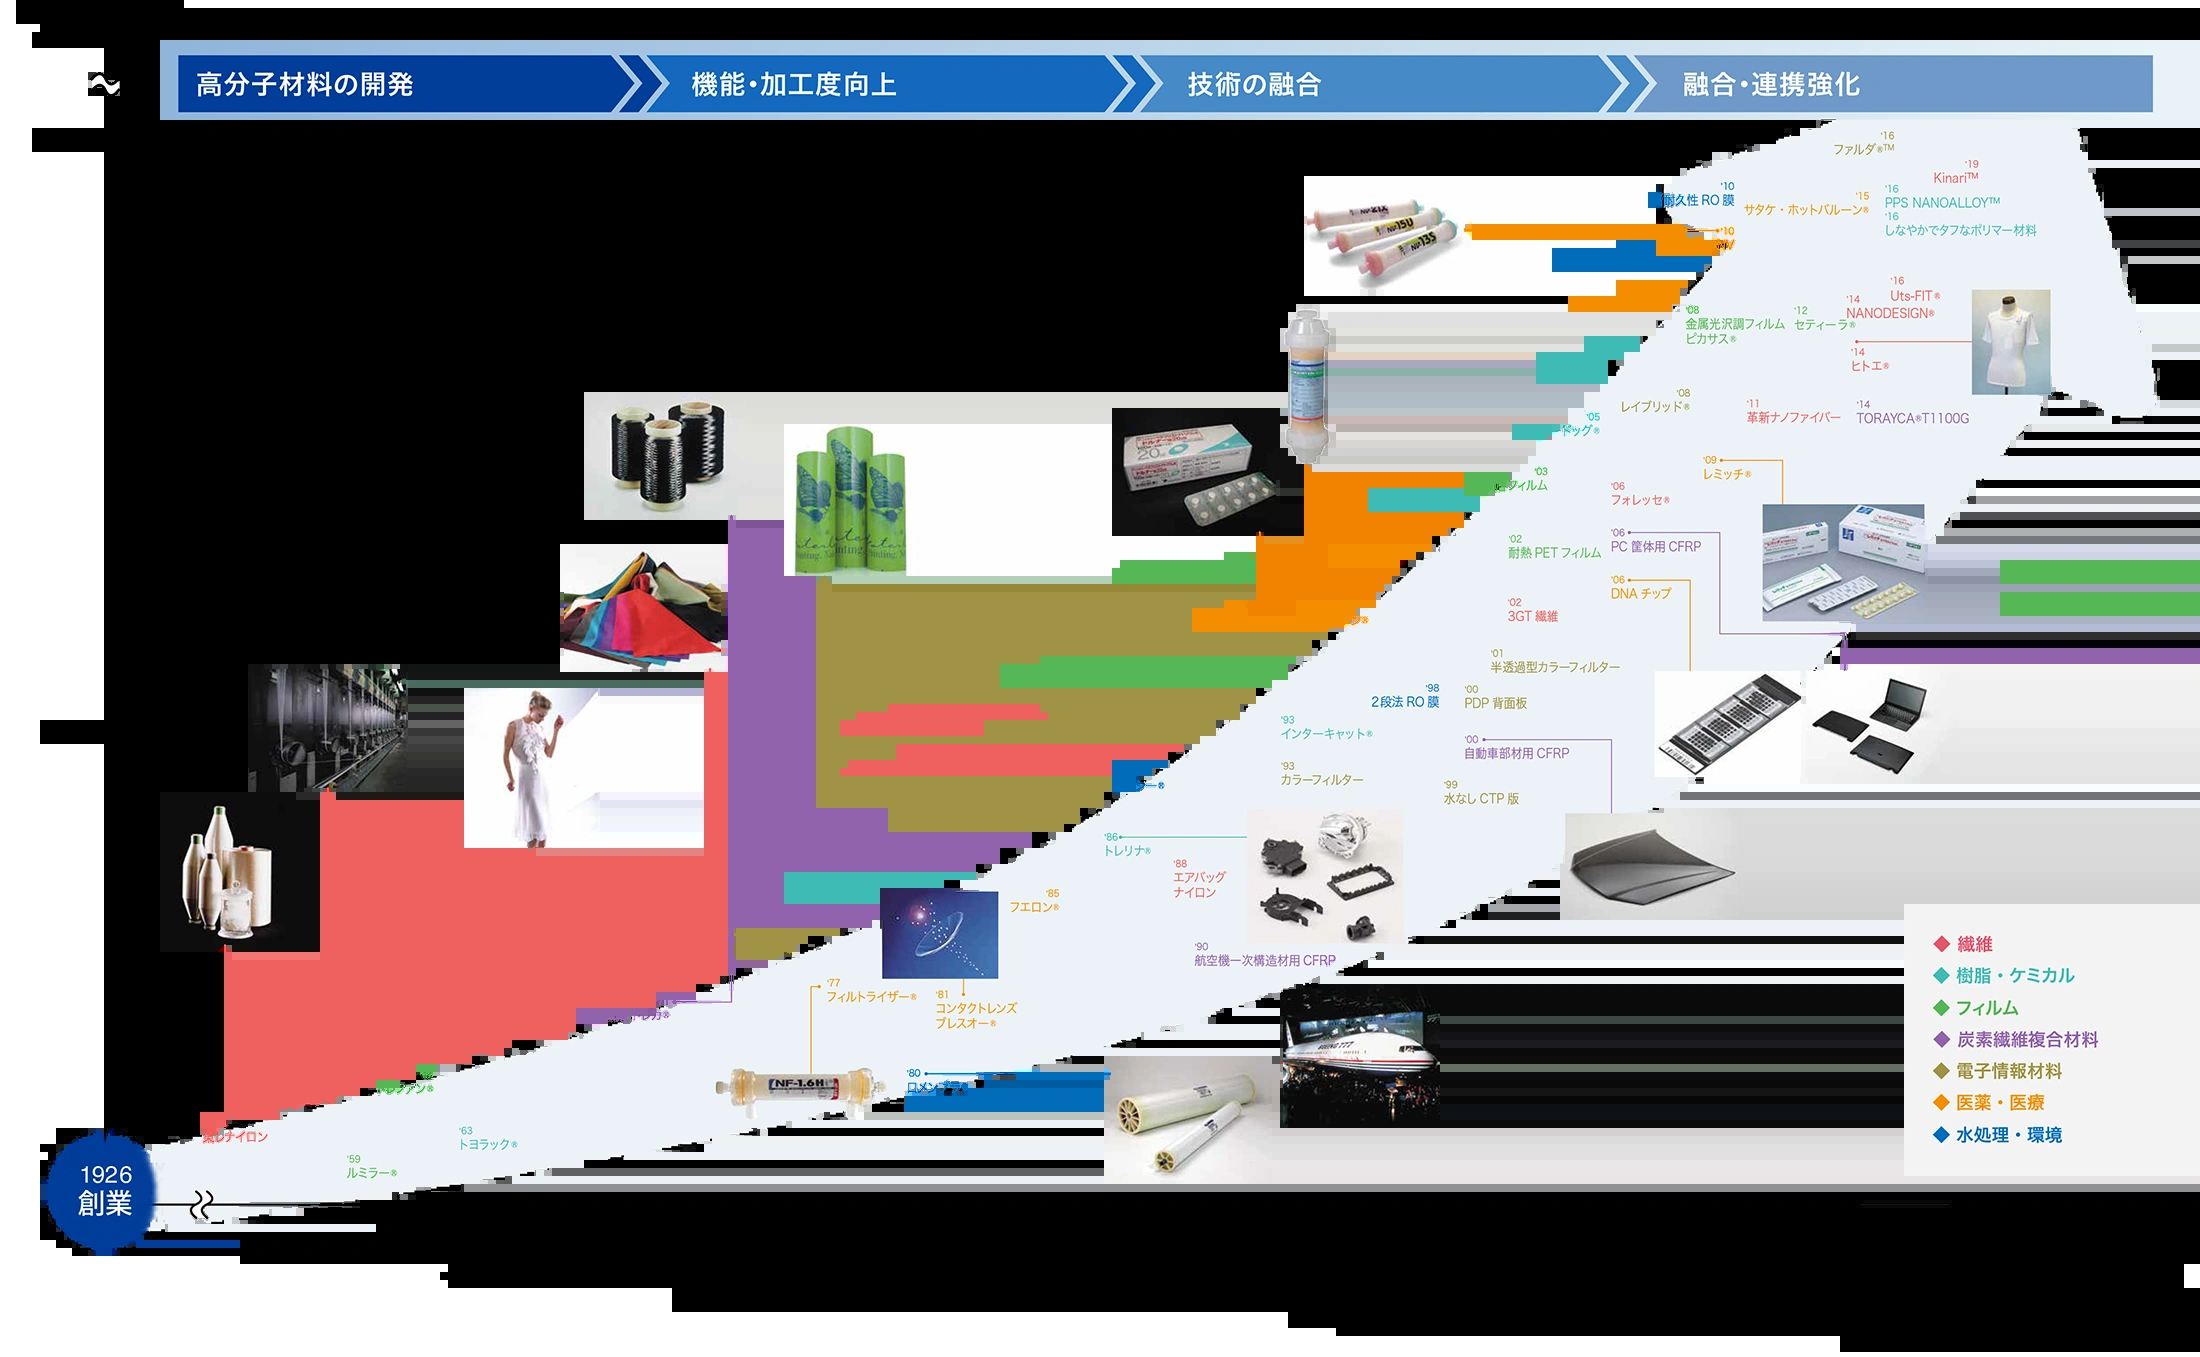 高分子材料の開発
機能・加工度向上
技術の融合
融合・連携強化
'16
ファルダ®™
'19
Kinari™
'10
耐久性 RO 膜
'15
サタケ・ホットバルーン®
'16
PPS NANOALLOY™
'16
しなやかでタフなポリマー材料
'10
NF-21X
NF-15U
NF-13S
'16
Uts-FIT®
'14
NANODESIGN®
'08
金属光沢調フィルム
ピカサス®
'12
セティーラ®
'14
ヒトエ®
'08
レイブリッド®
'11
革新ナノファイバー
'14
TORAYCA®T1100G
'05
ドッグ®
'09
レミッチ®
'03
フィルム
'06
フォレッセ®
'02
耐熱 PET フィルム
'06
PC 筐体用 CFRP
'06
DNA チップ
'02
3GT 繊維
'01
半透過型カラーフィルター
'98
2段法 RO 膜
'00
PDP 背面板
'93
インターキャット®
'00
自動車部材用 CFRP
'93
カラーフィルター
'99
水なし CTP 版
'86
トレリナ®
'88
エアバッグ
ナイロン
'85
フエロン®
'90
航空機一次構造材用 CFRP
'77
フィルトライザー®
'81
コンタクトレンズ
プレスオー®
NF-1.6H
'80
ロメンブラ
BOEING 777
ナイロン
'63
トヨラック®
'59
ルミラー®
1926
創業
◆ 繊維
◆ 樹脂・ケミカル
◆ フィルム
◆ 炭素繊維複合材料
◆ 電子情報材料
◆ 医薬・医療
◆ 水処理・環境